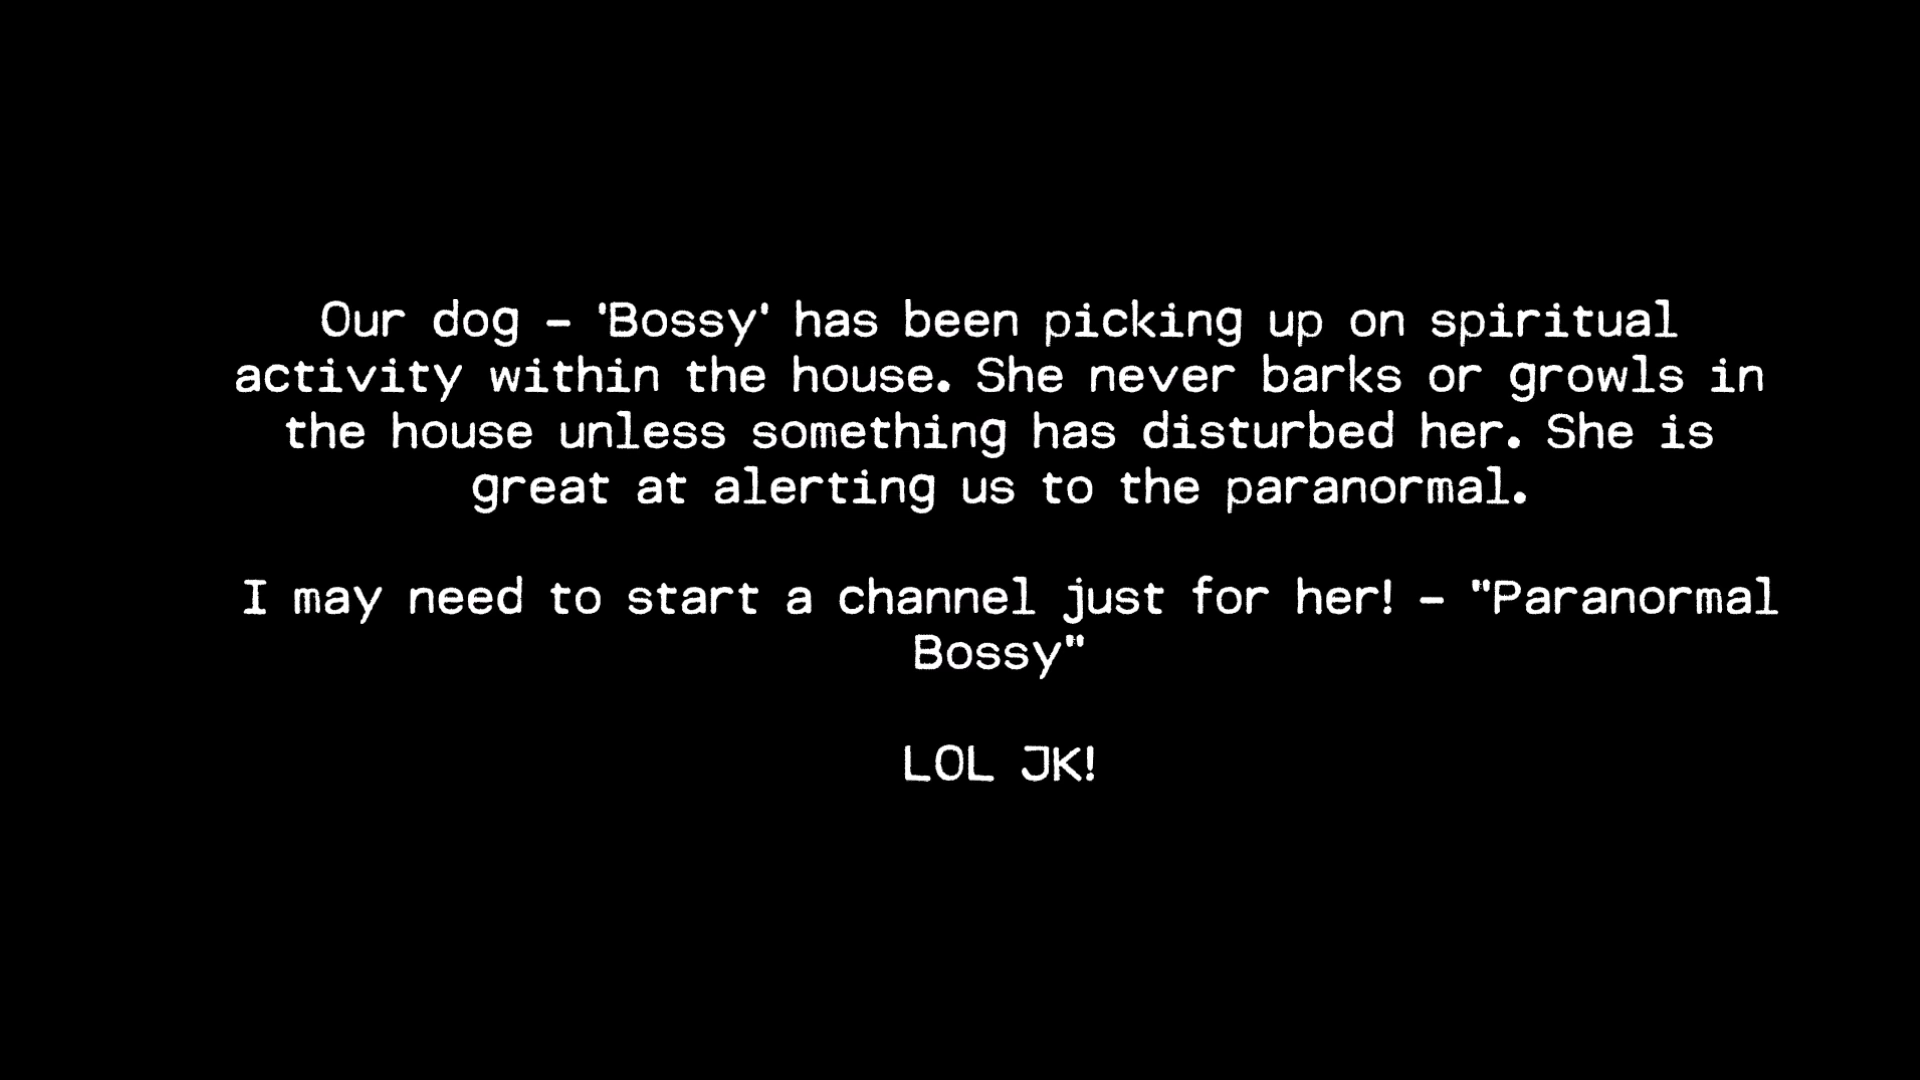 Our dog - 'Bossy' has been picking up on spiritual
activity within the house. She never barks or growls in
the house unless something has disturbed her. She is
great at alerting us to the paranormal.
I may need to start a channel just for her! - "Paranormal
Bossy"
LOL JK!